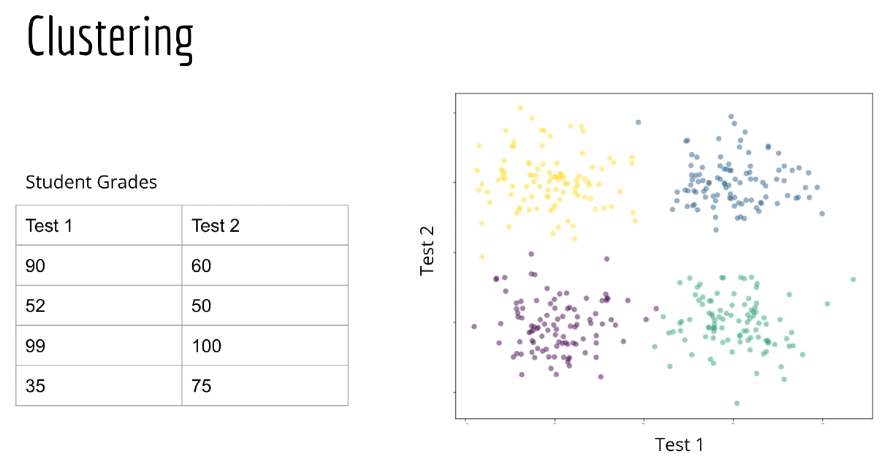 Clustering
Student Grades
Test 1 Test 2
90 60
52 50
99 100
35 75
Test 2
Test 1